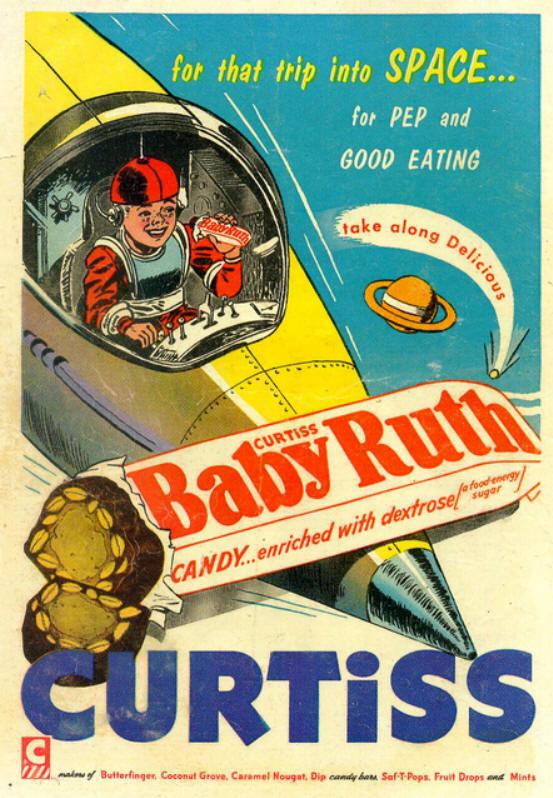 for that trip into SPACE...
for PEP and
GOOD EATING
take along Delicious
BabyRuth
CURTISS
Baby Ruth
CANDY...enriched with dextrose [a food-energy
sugar]
CURTiSS
C
makers of Butterfinger, Coconut Grove, Caramel Nougat, Dip candy bars, Saf-T-Pops, Fruit Drops and Mints